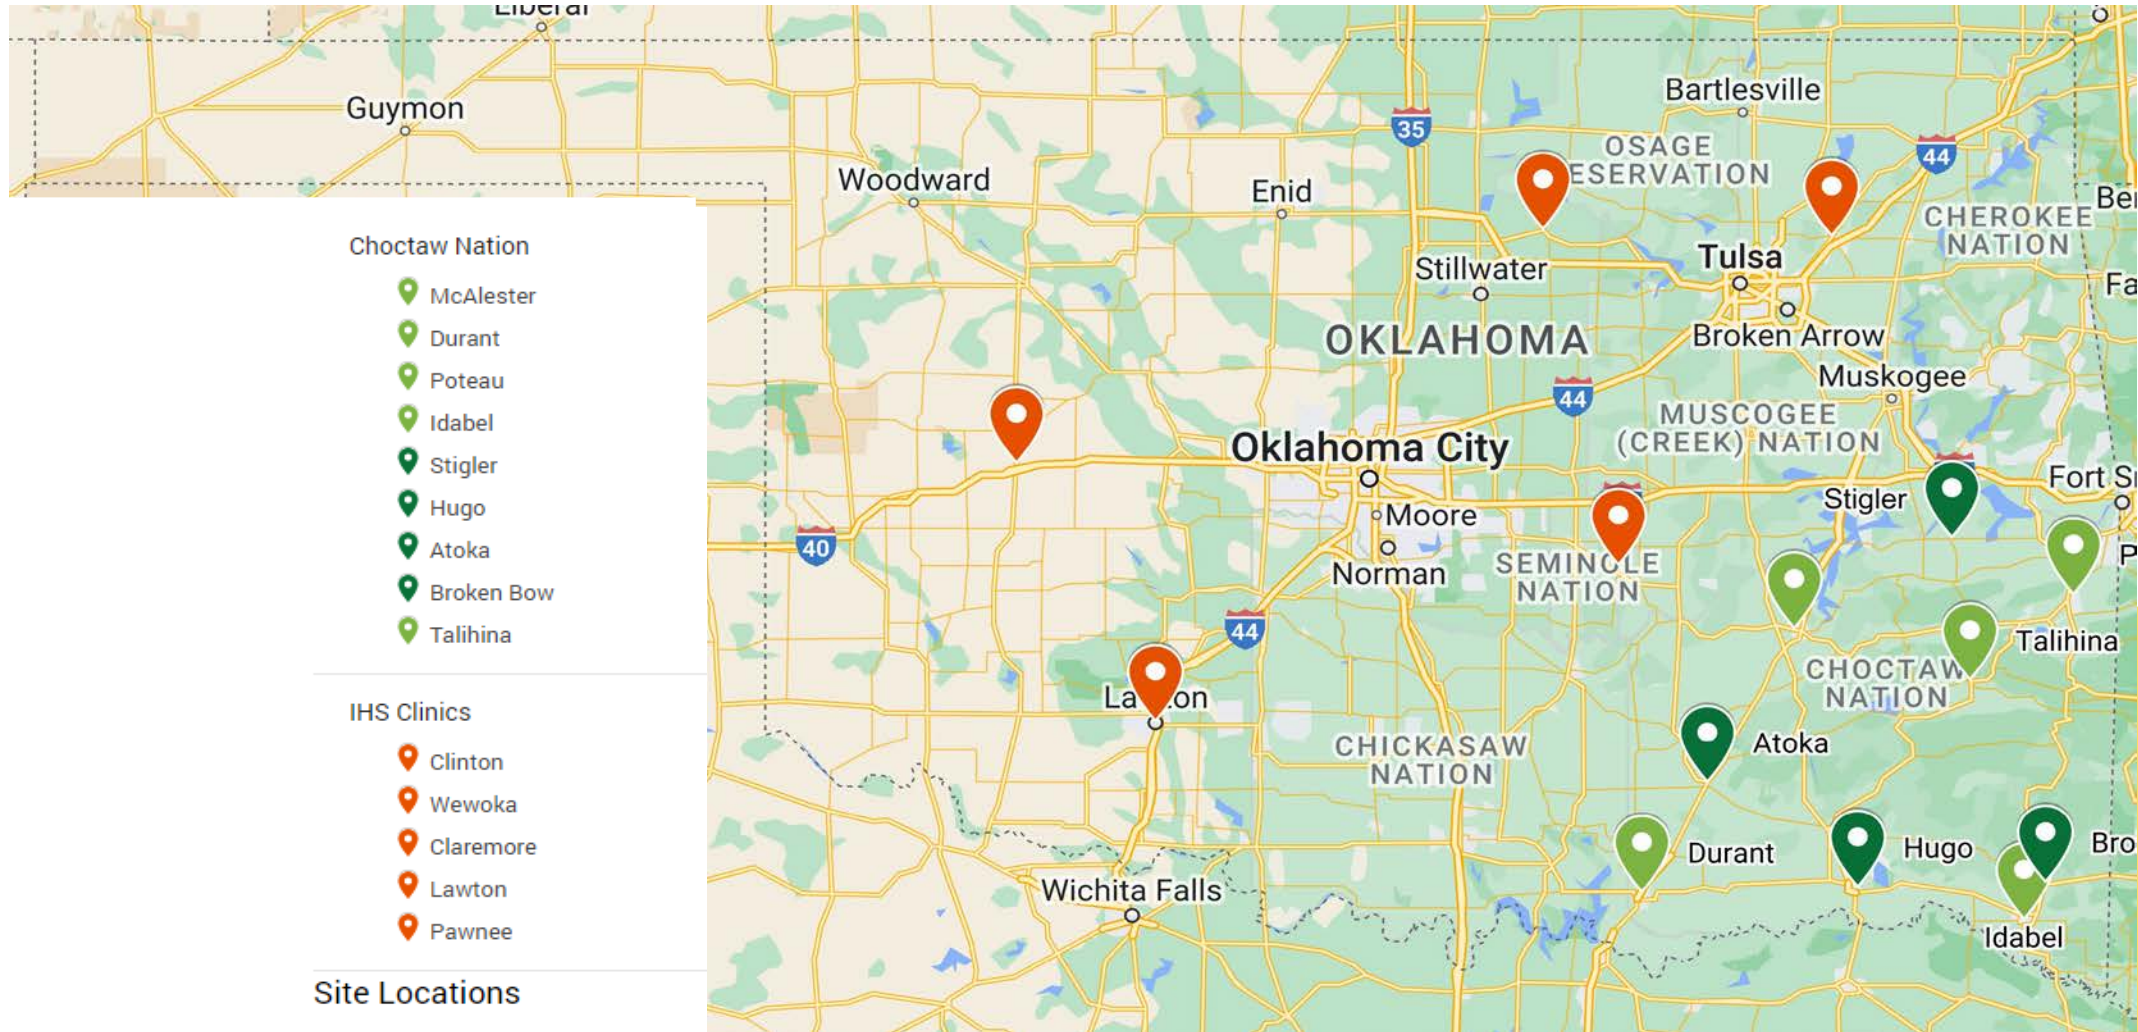 Liberal
Guymon
Woodward
Enid
35
Bartlesville
OSAGE
ESERVATION
44
CHEROKEE
NATION
Tulsa
Stillwater
OKLAHOMA
Broken Arrow
Muskogee
44
MUSCOGEE
(CREEK) NATION
Oklahoma City
Moore
Norman
40
SEMINOLE
NATION
Stigler
Fort S
44
Lawton
Talihina
CHOCTAW
NATION
CHICKASAW
NATION
Atoka
Durant
Hugo
Bro
Idabel
Wichita Falls
Choctaw Nation
McAlester
Durant
Poteau
Idabel
Stigler
Hugo
Atoka
Broken Bow
Talihina
IHS Clinics
Clinton
Wewoka
Claremore
Lawton
Pawnee
Site Locations